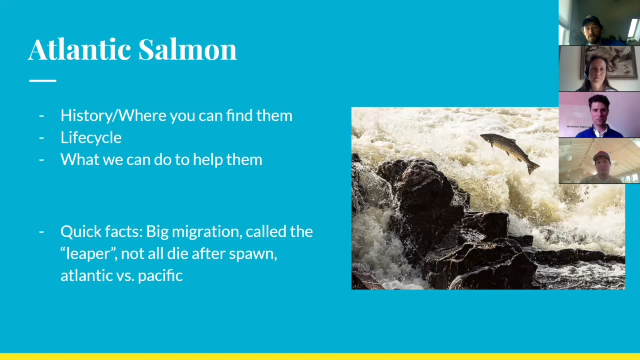 Atlantic Salmon
- History/Where you can find them
- Lifecycle
- What we can do to help them
- Quick facts: Big migration, called the
“leaper”, not all die after spawn,
atlantic vs. pacific